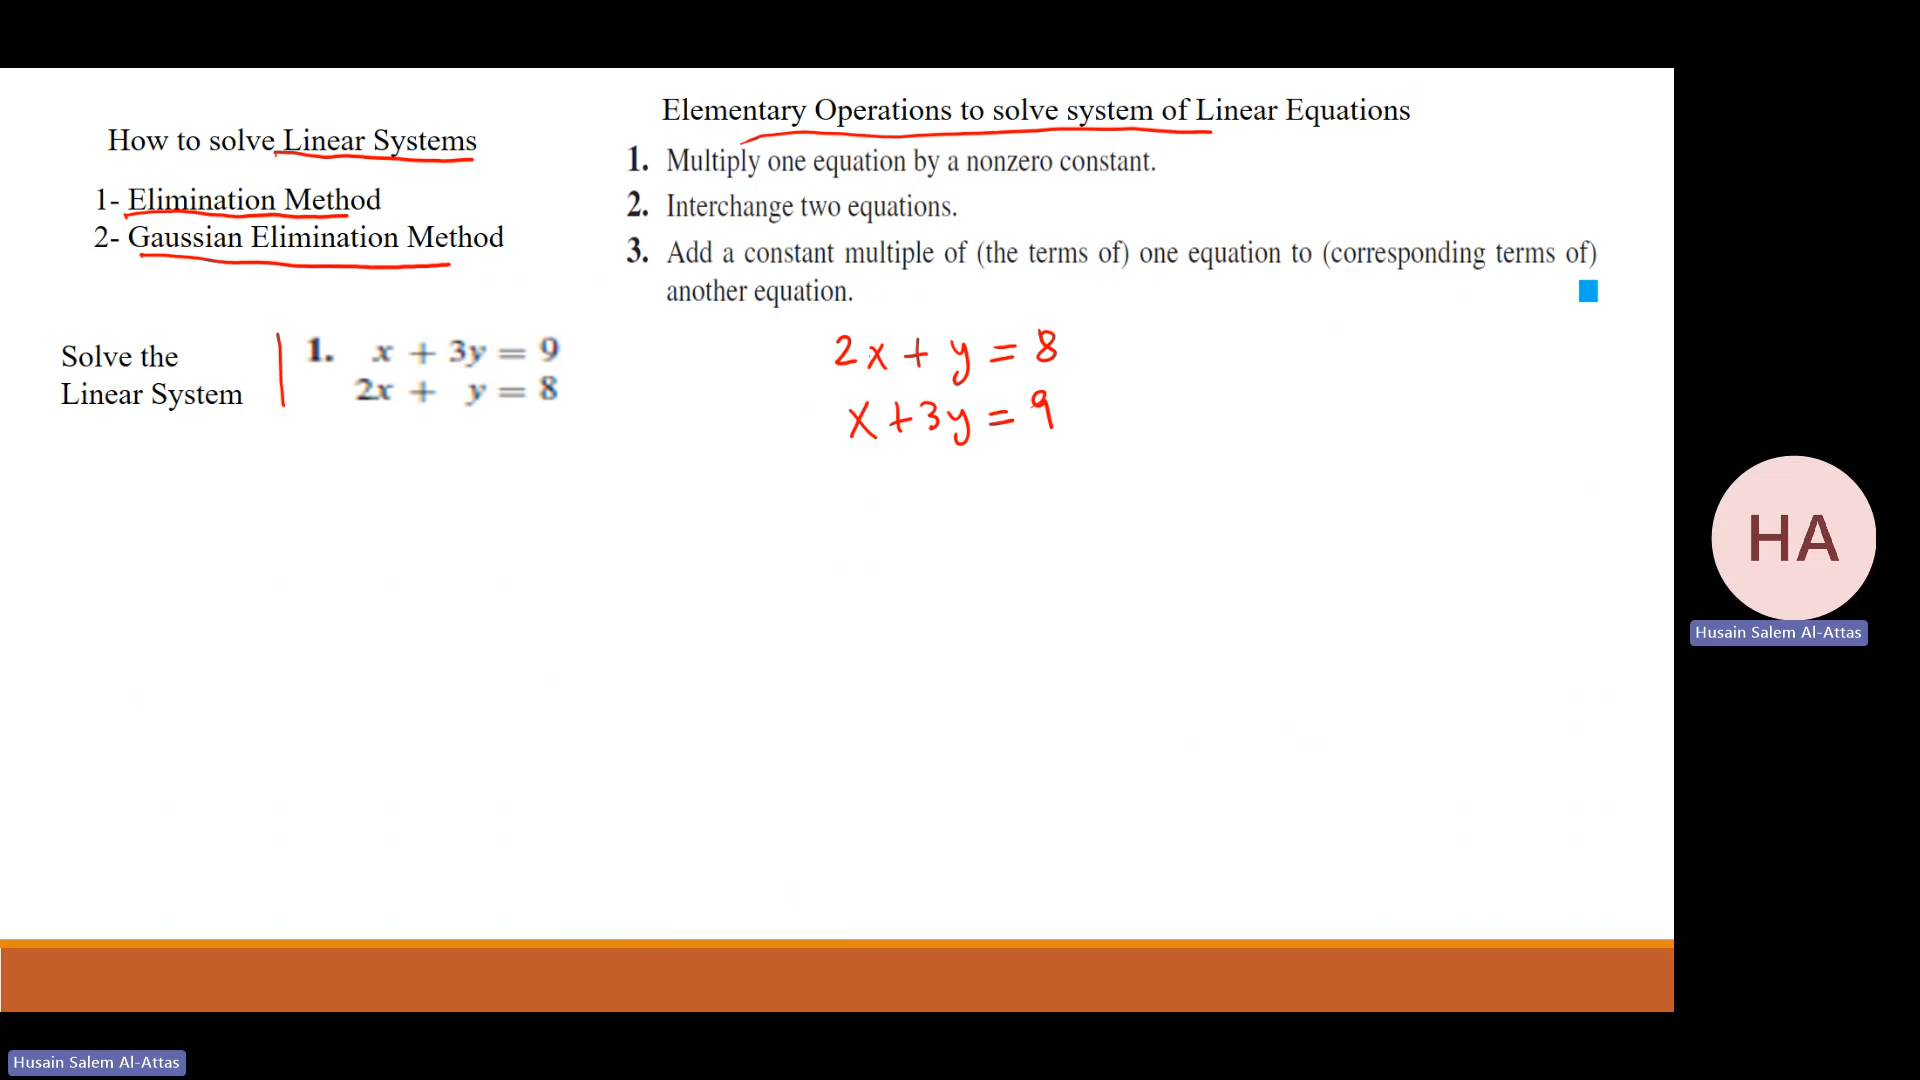 How to solve Linear Systems
1- Elimination Method
2- Gaussian Elimination Method
Elementary Operations to solve system of Linear Equations
1. Multiply one equation by a nonzero constant.
2. Interchange two equations.
3. Add a constant multiple of (the terms of) one equation to (corresponding terms of)
another equation.
Solve the
Linear System
1. x + 3y = 9
2x + y = 8
2x + y = 8
x + 3y = 9
HA
Husain Salem Al-Attas
Husain Salem Al-Attas